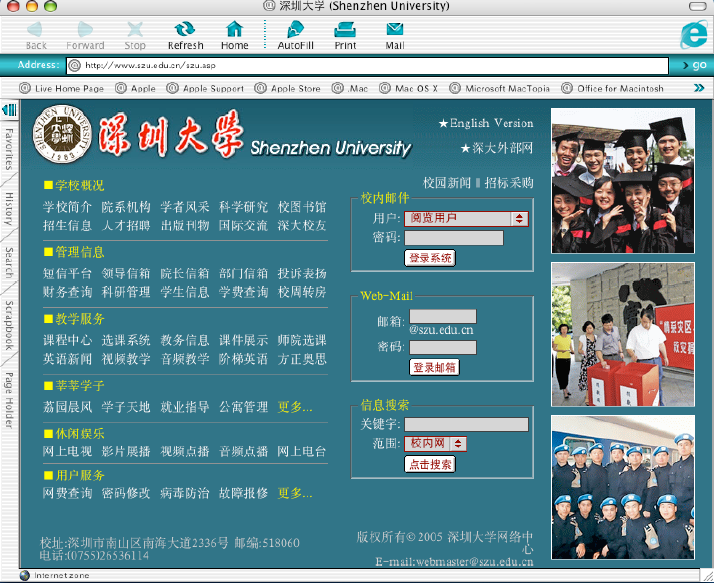 @ 深圳大学 (Shenzhen University)
Back Forward Stop Refresh Home AutoFill Print Mail
Address: @ http://www.szu.edu.cn/szu.asp go
Live Home Page Apple Apple Support Apple Store .Mac Mac OS X Microsoft MacTopia Office for Macintosh
Favorites
History
Search
Scrapbook
Page Holder
SHENZHEN UNIVERSITY
1983
深圳大學 Shenzhen University
★English Version
★深大外部网
校园新闻 || 招标采购
■学校概况
学校简介 院系机构 学者风采 科学研究 校图书馆
招生信息 人才招聘 出版刊物 国际交流 深大校友
■管理信息
短信平台 领导信箱 院长信箱 部门信箱 投诉表扬
财务查询 科研管理 学生信息 学费查询 校周转房
■教学服务
课程中心 选课系统 教务信息 课件展示 师院选课
英语新闻 视频教学 音频教学 阶梯英语 方正奥思
■莘莘学子
荔园晨风 学子天地 就业指导 公寓管理 更多...
■休闲娱乐
网上电视 影片展播 视频点播 音频点播 网上电台
■用户服务
网费查询 密码修改 病毒防治 故障报修 更多...
校内邮件
用户: 阅览用户
密码:
登录系统
Web-Mail
邮箱:
@szu.edu.cn
密码:
登录邮箱
信息搜索
关键字:
范围: 校内网
点击搜索
校址:深圳市南山区南海大道2336号 邮编:518060
电话:(0755)26536114
版权所有©2005 深圳大学网络中
心
E-mail:webmaster@szu.edu.cn
Internet zone